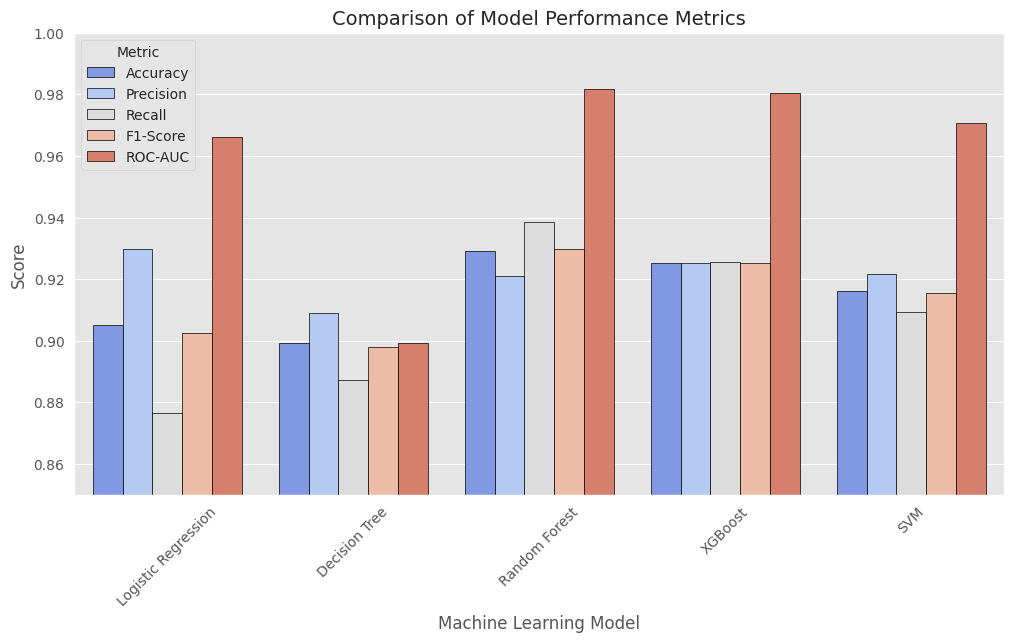 Comparison of Model Performance Metrics
1.00
0.98
0.96
0.94
0.92
0.90
0.88
0.86
Score
Metric
Accuracy
Precision
Recall
F1-Score
ROC-AUC
Logistic Regression
Decision Tree
Random Forest
XGBoost
SVM
Machine Learning Model